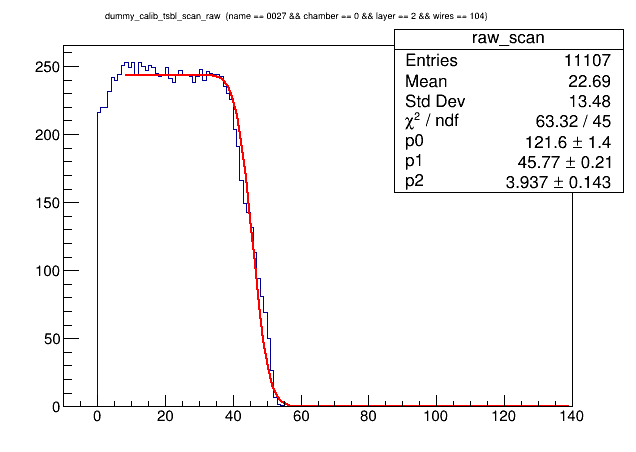 dummy_calib_tsbl_scan_raw (name == 0027 && chamber == 0 && layer == 2 && wires == 104)
raw_scan
Entries 11107
Mean 22.69
Std Dev 13.48
χ² / ndf 63.32 / 45
p0 121.6 ± 1.4
p1 45.77 ± 0.21
p2 3.937 ± 0.143
250
200
150
100
50
0
0 20 40 60 80 100 120 140